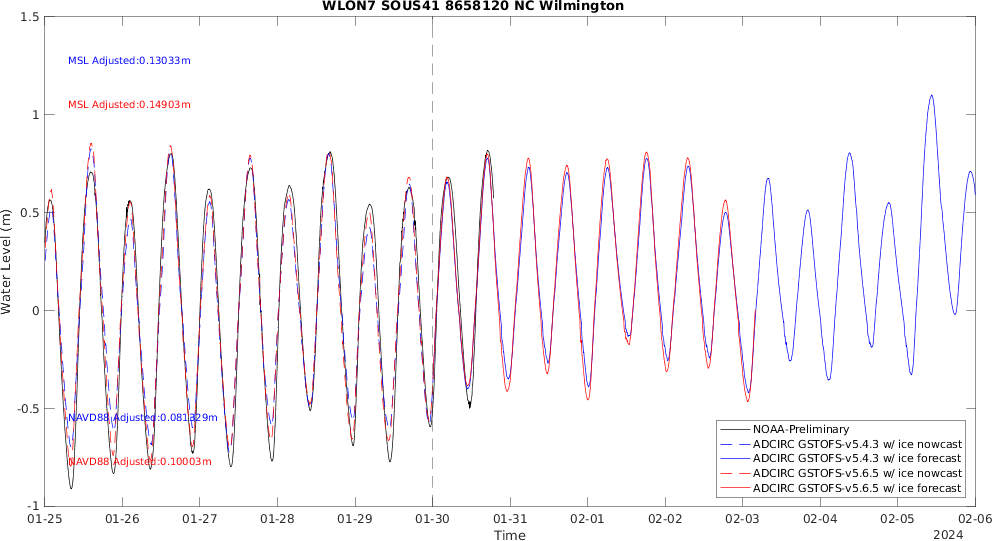 WLON7 SOUS41 8658120 NC Wilmington
1.5
MSL Adjusted:0.13033m
MSL Adjusted:0.14903m
1
0.5
Water Level (m)
0
-0.5
NAVD88 Adjusted:0.081329m
NAVD88 Adjusted:0.10003m
-1
NOAA-Preliminary
ADCIRC GSTOFS-v5.4.3 w/ ice nowcast
ADCIRC GSTOFS-v5.4.3 w/ ice forecast
ADCIRC GSTOFS-v5.6.5 w/ ice nowcast
ADCIRC GSTOFS-v5.6.5 w/ ice forecast
01-25 01-26 01-27 01-28 01-29 01-30 01-31 02-01 02-02 02-03 02-04 02-05 02-06
Time
2024